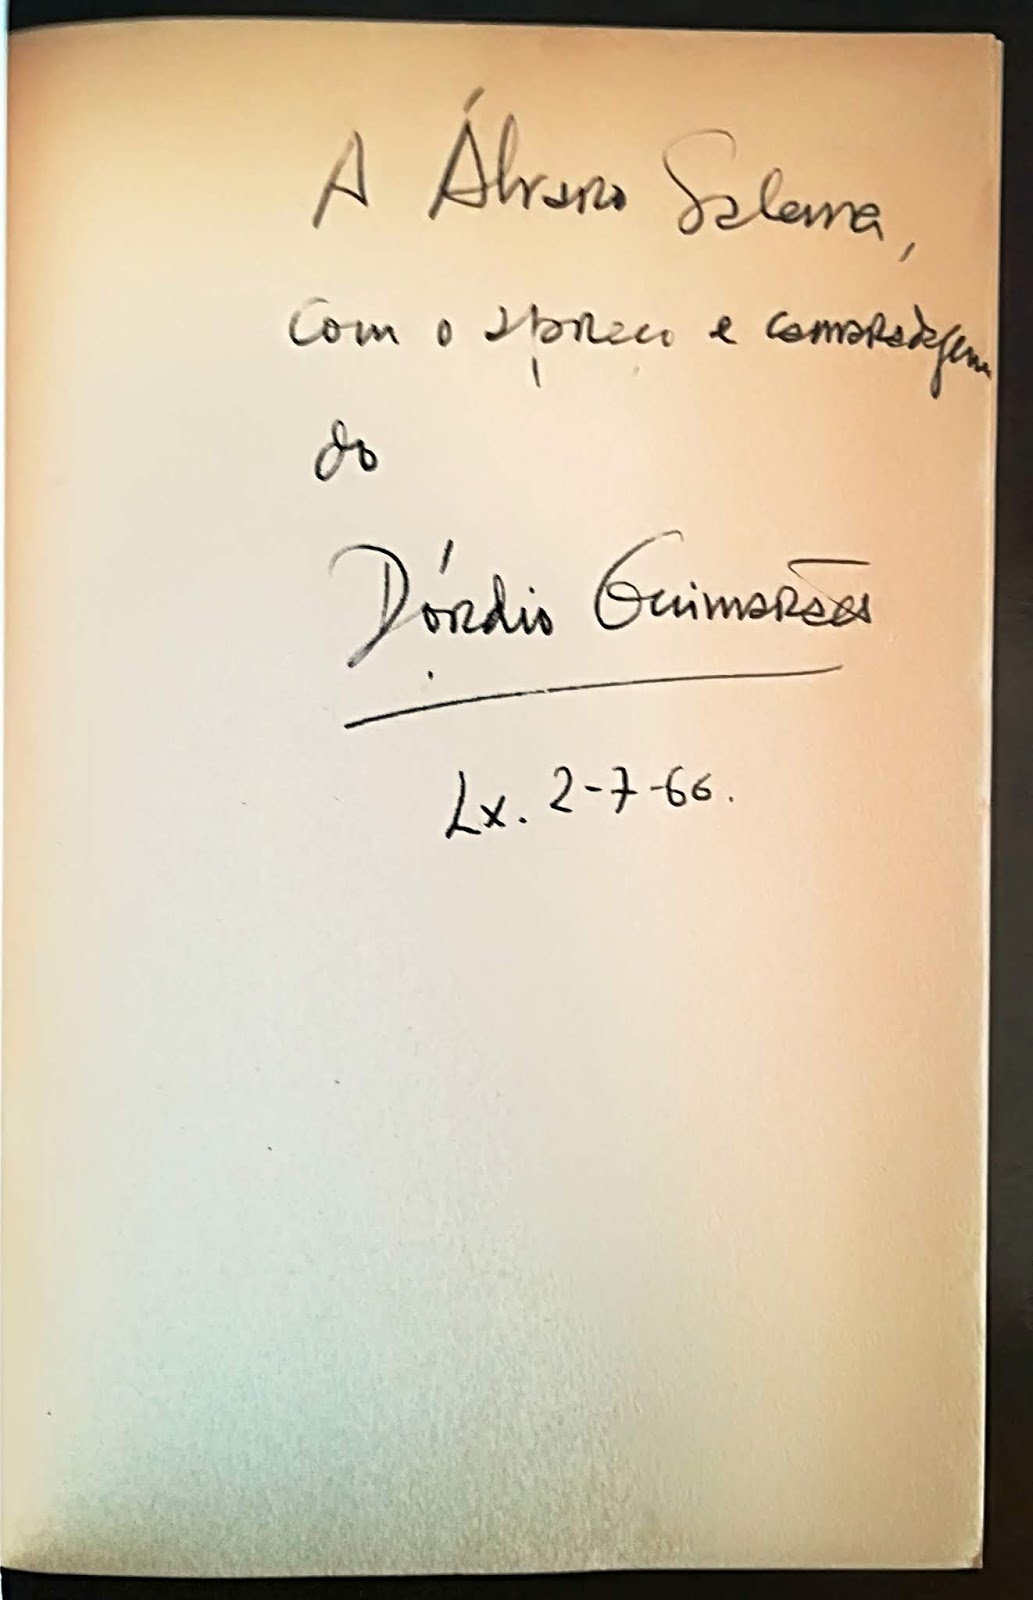 A Álvaro Salema,
com o apreço e camaradagem
do
Dórdio Guimarães
Lx. 2-7-66.